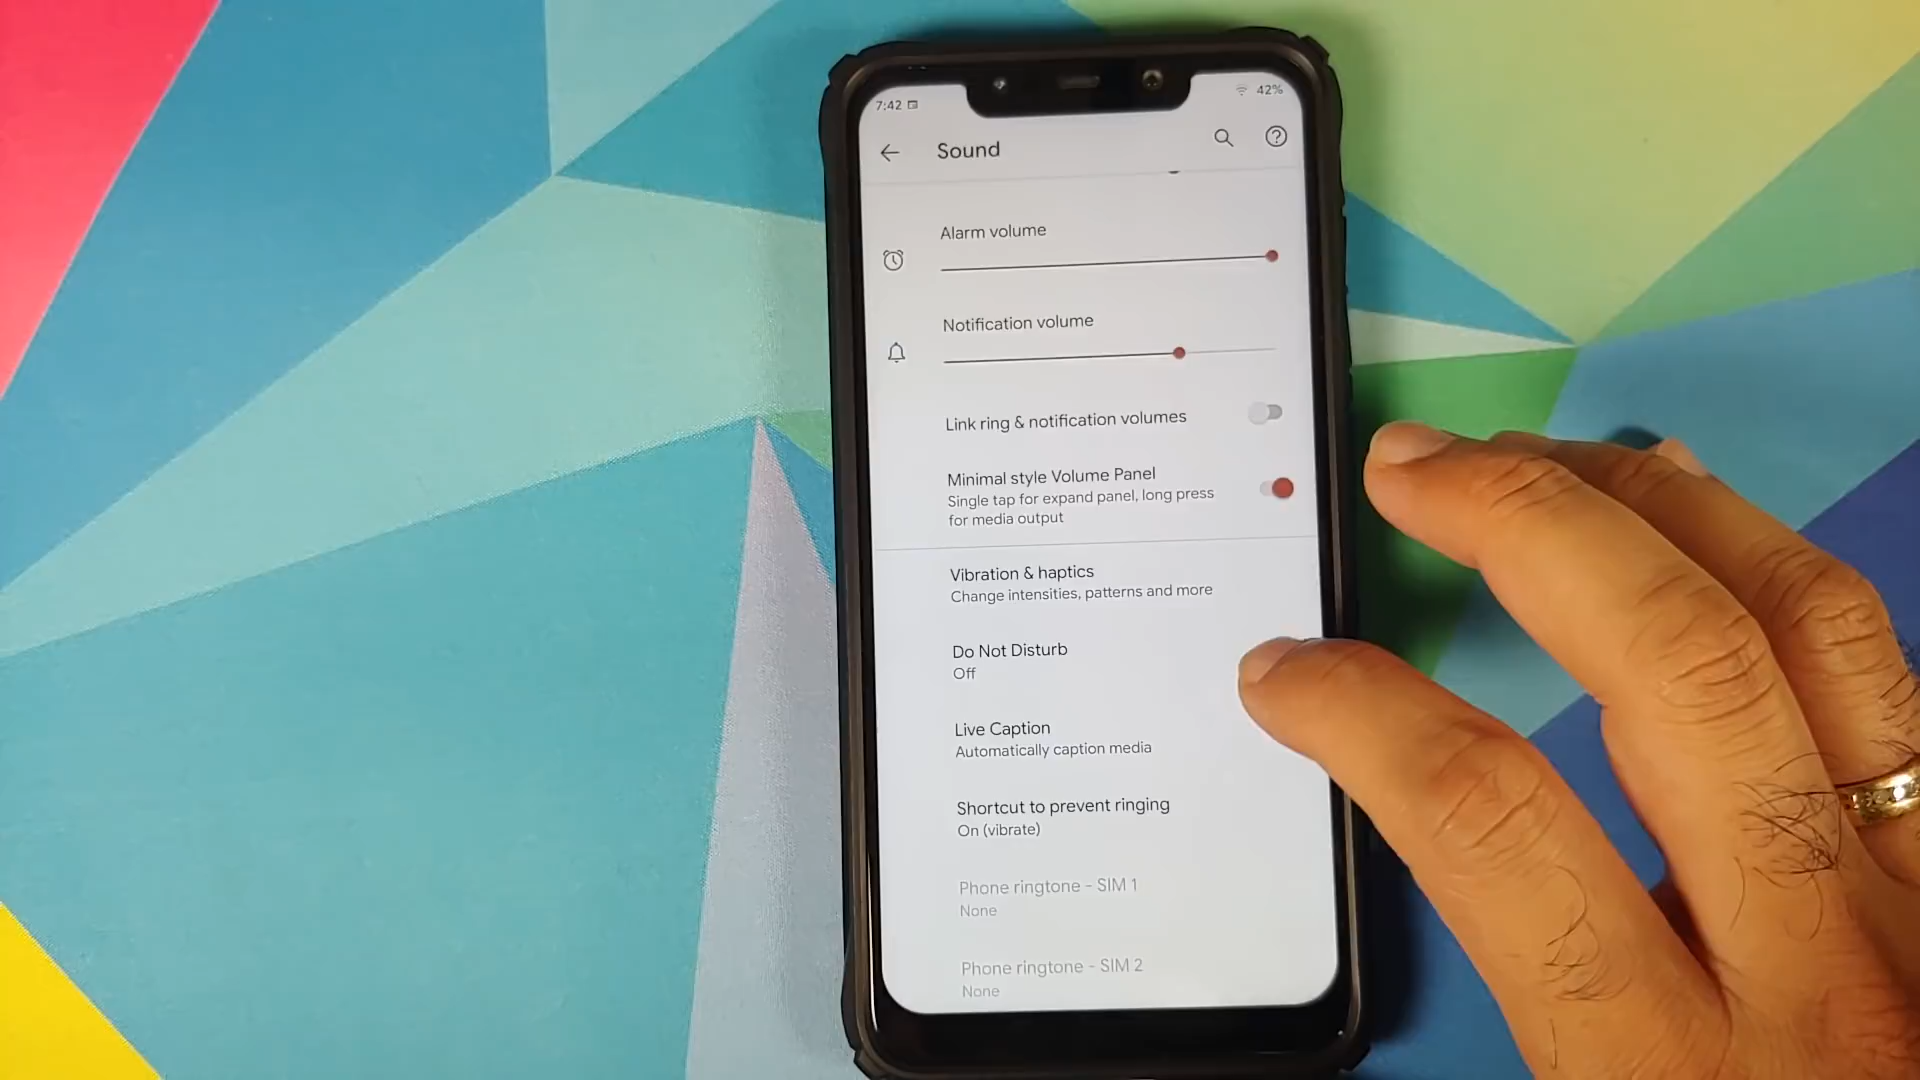 7:42
42%
Sound
Alarm volume
Notification volume
Link ring & notification volumes
Minimal style Volume Panel
Single tap for expand panel, long press
for media output
Vibration & haptics
Change intensities, patterns and more
Do Not Disturb
Off
Live Caption
Automatically caption media
Shortcut to prevent ringing
On (vibrate)
Phone ringtone - SIM 1
None
Phone ringtone - SIM 2
None